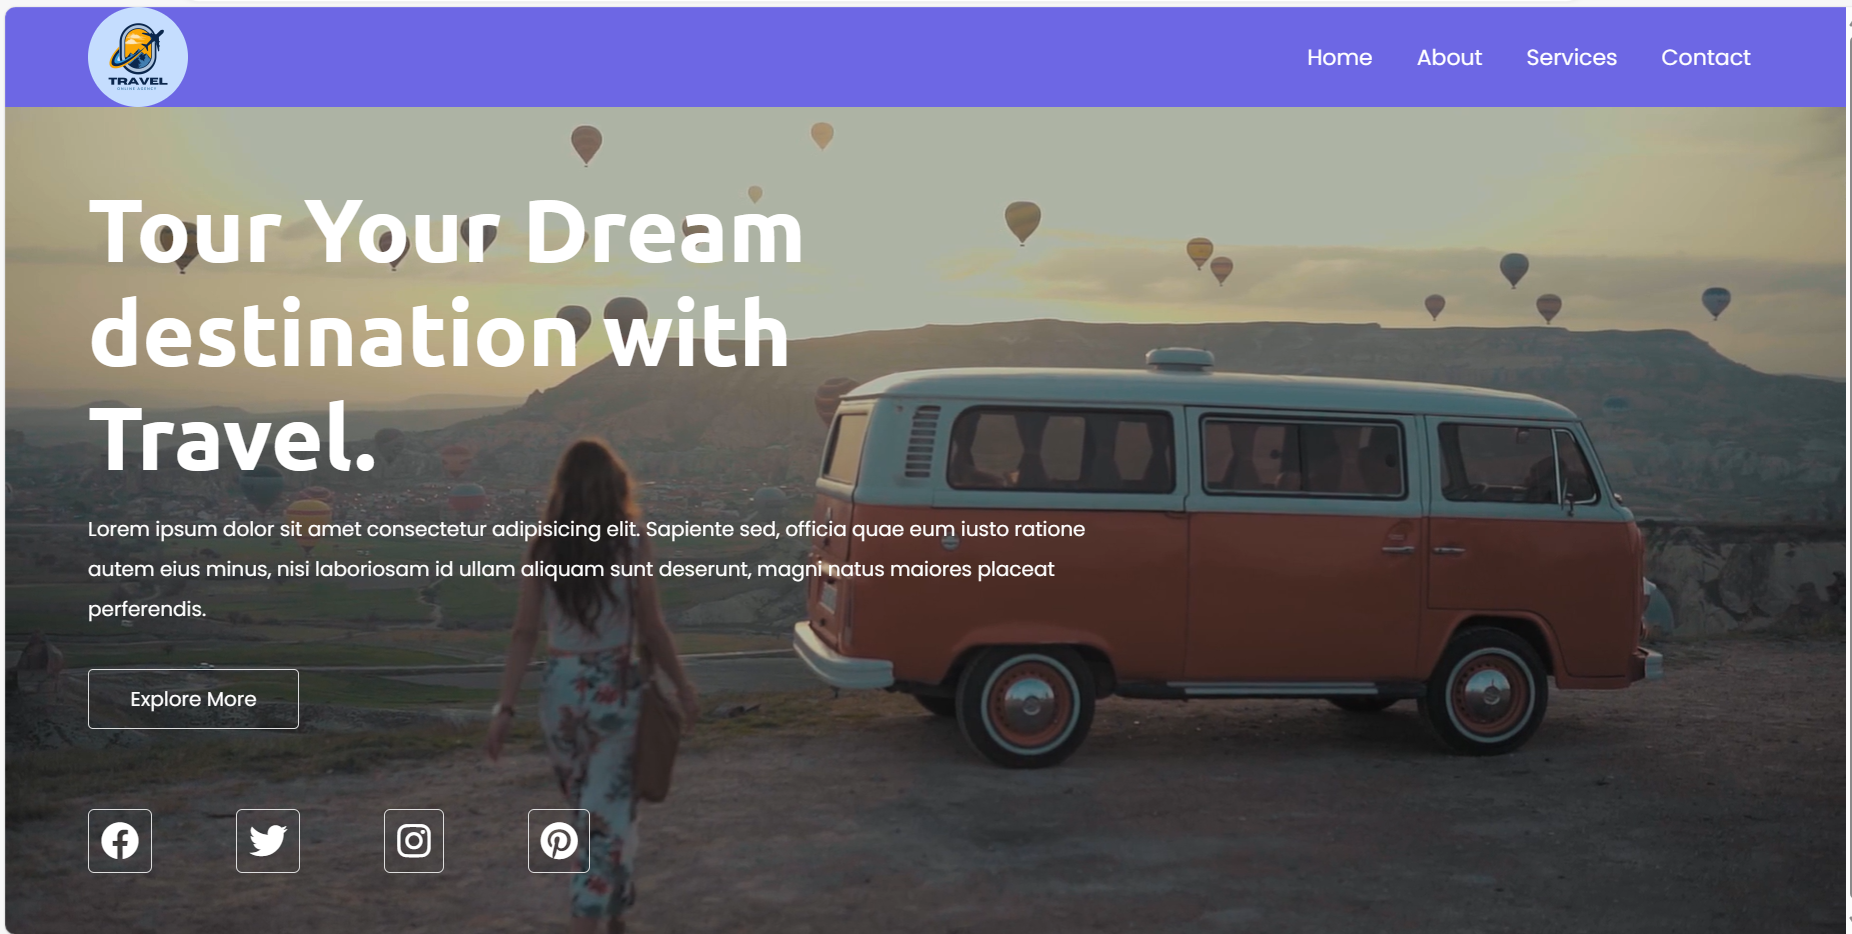 TRAVEL
ONLINE AGENCY
Home About Services Contact
Tour Your Dream
destination with
Travel.
Lorem ipsum dolor sit amet consectetur adipisicing elit. Sapiente sed, officia quae eum iusto ratione
autem eius minus, nisi laboriosam id ullam aliquam sunt deserunt, magni natus maiores placeat
perferendis.
Explore More